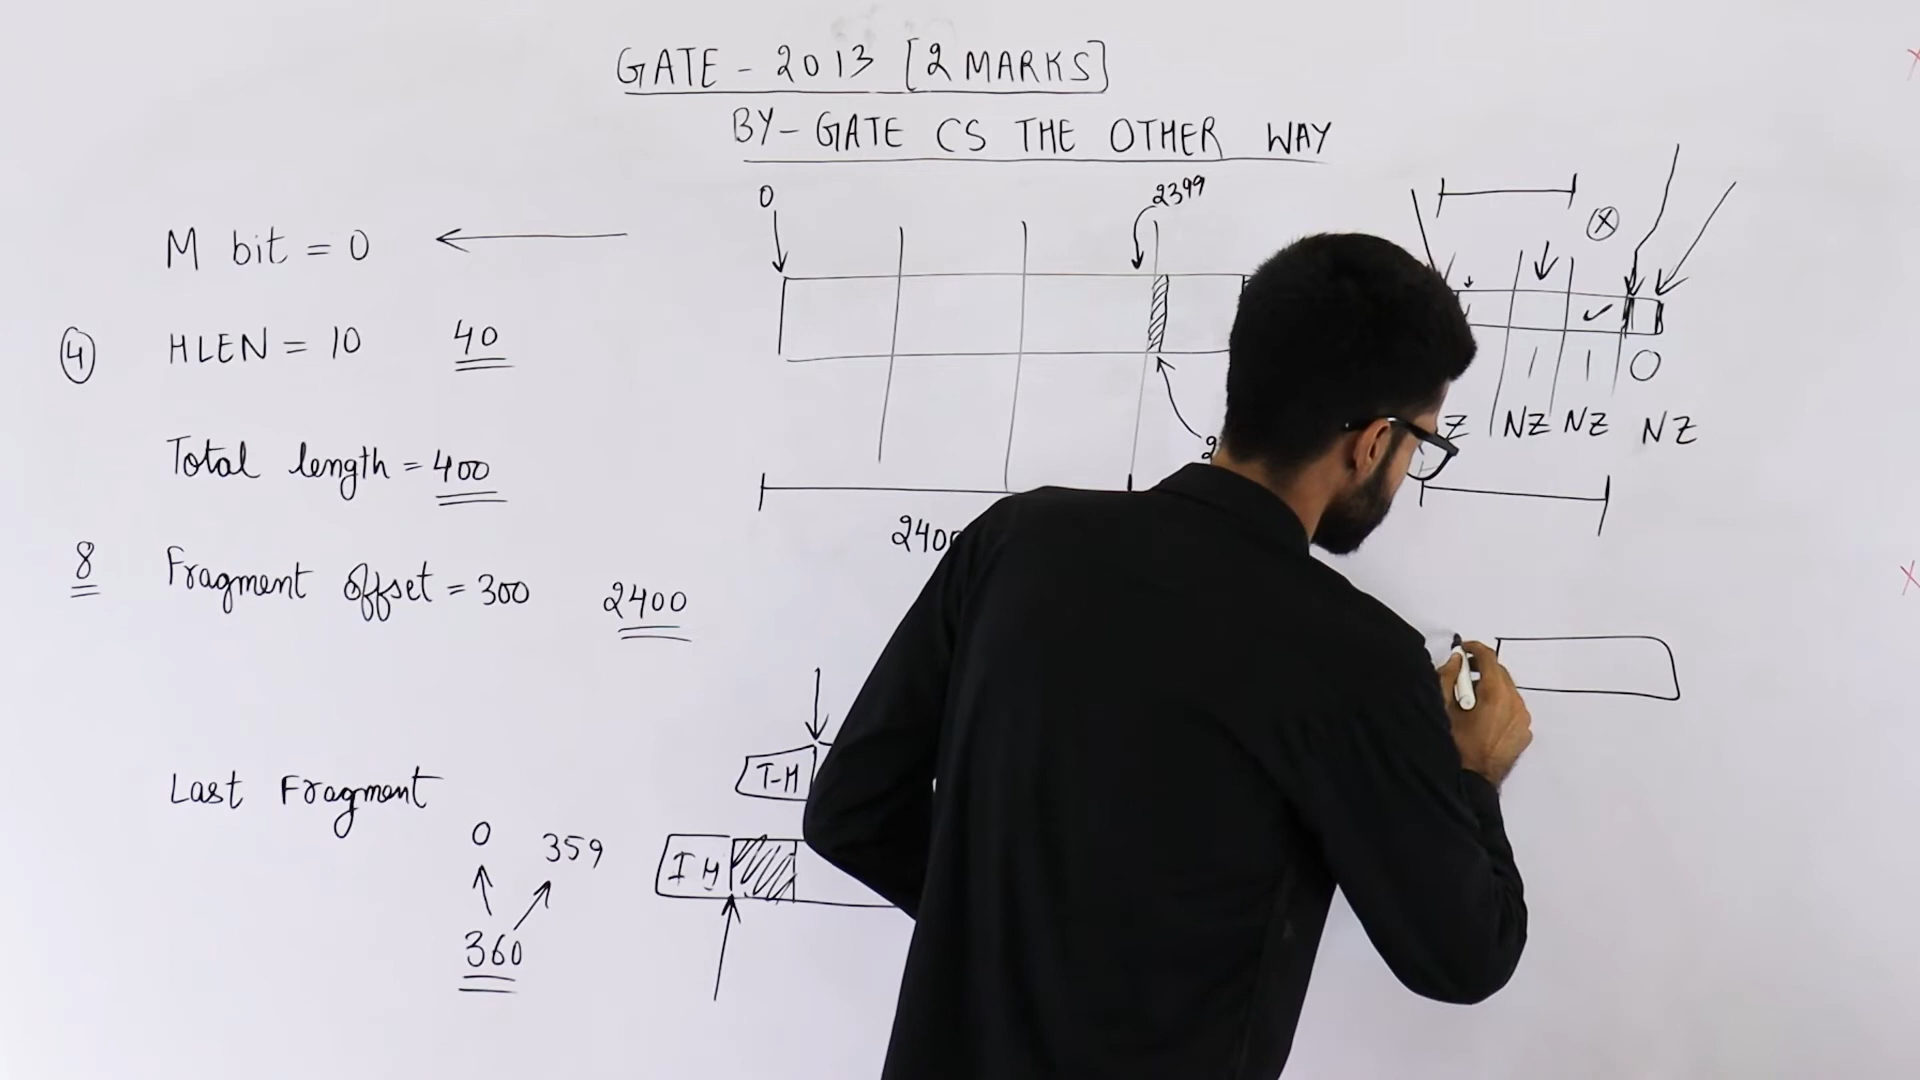 GATE - 2013 [2 MARKS]
BY - GATE CS THE OTHER WAY
0
2399
M bit = 0
4 HLEN = 10 40
1 1 0
Z NZ NZ NZ
Total length = 400
2400
8 Fragment offset = 300 2400
T-H
Last Fragment
0 359
I H
360